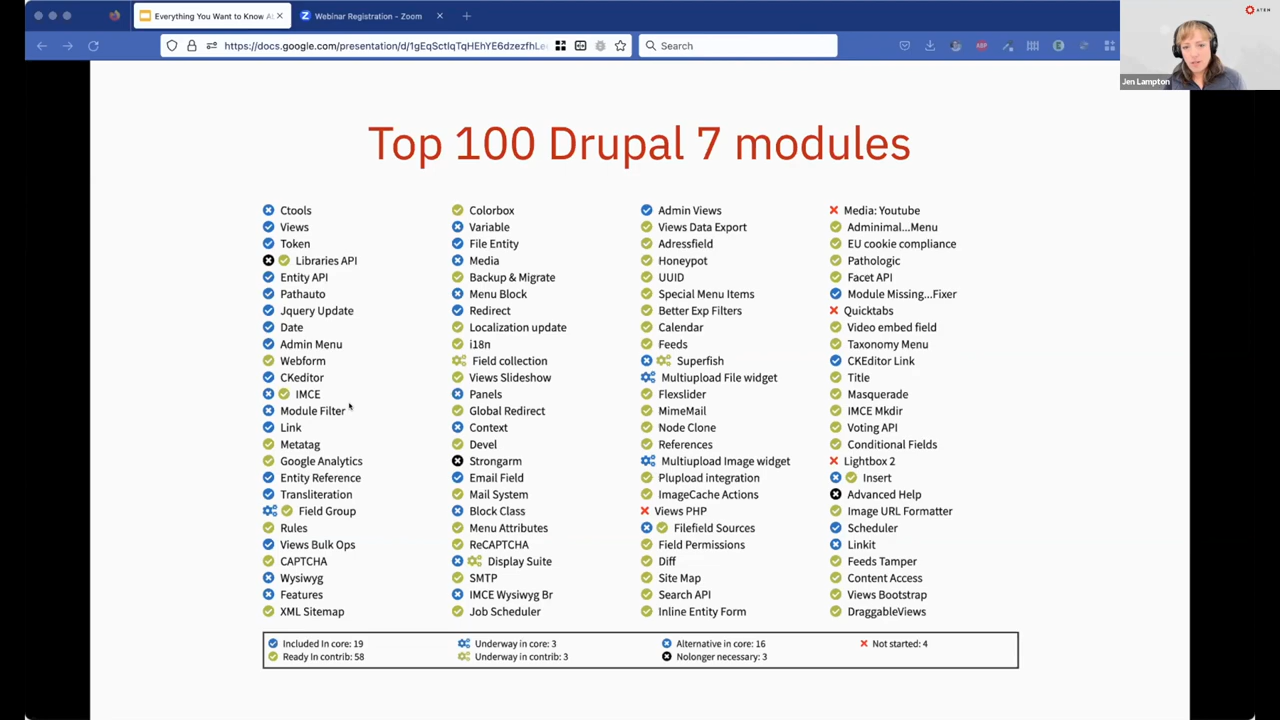 Everything You Want to Know Al
Webinar Registration - Zoom
https://docs.google.com/presentation/d/1gEqSctIqTqHEhYE6dzezfhLe
Search
ATEN
Jen Lampton
Top 100 Drupal 7 modules
Ctools
Views
Token
Libraries API
Entity API
Pathauto
Jquery Update
Date
Admin Menu
Webform
CKeditor
IMCE
Module Filter
Link
Metatag
Google Analytics
Entity Reference
Transliteration
Field Group
Rules
Views Bulk Ops
CAPTCHA
Wysiwyg
Features
XML Sitemap
Colorbox
Variable
File Entity
Media
Backup & Migrate
Menu Block
Redirect
Localization update
i18n
Field collection
Views Slideshow
Panels
Global Redirect
Context
Devel
Strongarm
Email Field
Mail System
Block Class
Menu Attributes
ReCAPTCHA
Display Suite
SMTP
IMCE Wysiwyg Br
Job Scheduler
Admin Views
Views Data Export
Adressfield
Honeypot
UUID
Special Menu Items
Better Exp Filters
Calendar
Feeds
Superfish
Multiupload File widget
Flexslider
MimeMail
Node Clone
References
Multiupload Image widget
Plupload integration
ImageCache Actions
Views PHP
Filefield Sources
Field Permissions
Diff
Site Map
Search API
Inline Entity Form
Media: Youtube
Adminimal...Menu
EU cookie compliance
Pathologic
Facet API
Module Missing...Fixer
Quicktabs
Video embed field
Taxonomy Menu
CKEditor Link
Title
Masquerade
IMCE Mkdir
Voting API
Conditional Fields
Lightbox 2
Insert
Advanced Help
Image URL Formatter
Scheduler
Linkit
Feeds Tamper
Content Access
Views Bootstrap
DraggableViews
Included In core: 19
Underway in core: 3
Alternative in core: 16
Not started: 4
Ready In contrib: 58
Underway in contrib: 3
Nolonger necessary: 3